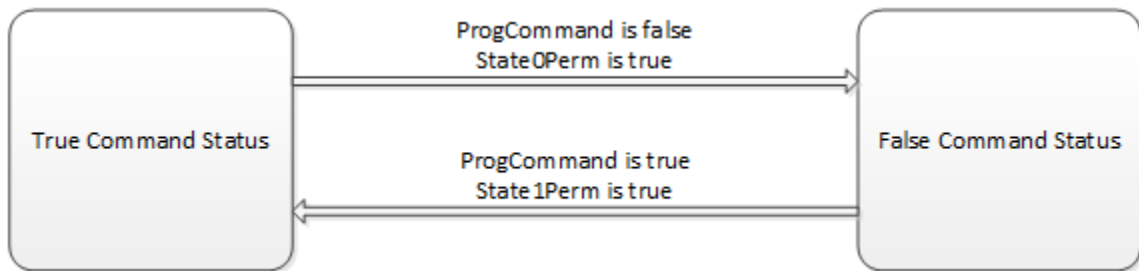 ProgCommand is false
State0Perm is true
True Command Status
False Command Status
ProgCommand is true
State1Perm is true